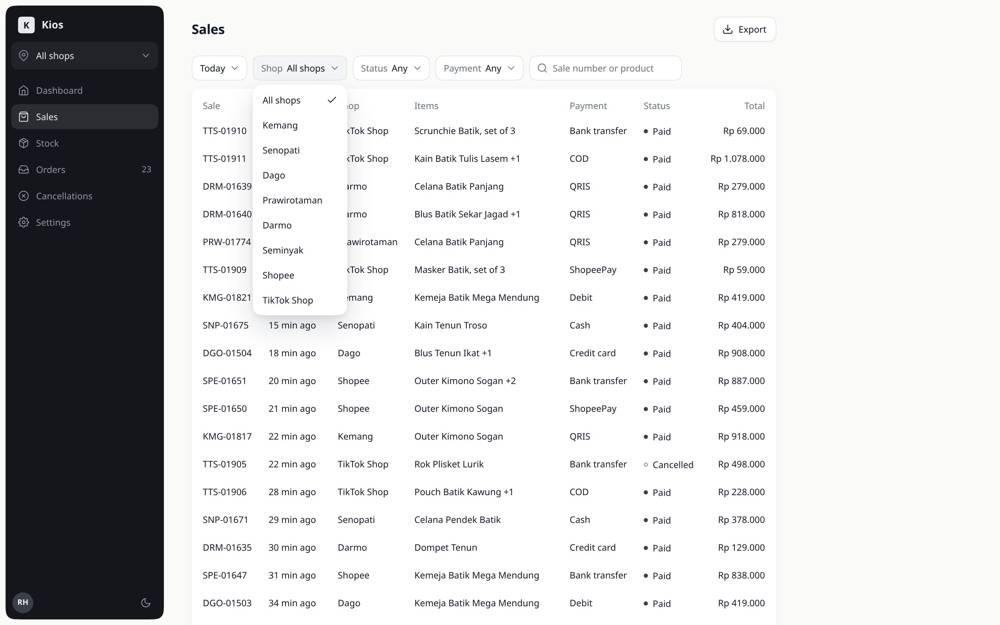 K Kios
All shops
Dashboard
Sales
Stock
Orders 23
Cancellations
Settings
RH
Sales
Export
Today
Shop All shops
Status Any
Payment Any
Sale number or product
All shops
Kemang
Senopati
Dago
Prawirotaman
Darmo
Seminyak
Shopee
TikTok Shop
Sale Items Payment Status Total
TTS-01910 Shop Scrunchie Batik, set of 3 Bank transfer Paid Rp 69.000
TTS-01911 Shop Kain Batik Tulis Lasem +1 COD Paid Rp 1.078.000
DRM-01639 Celana Batik Panjang QRIS Paid Rp 279.000
DRM-01640 Blus Batik Sekar Jagad +1 QRIS Paid Rp 818.000
PRW-01774 Celana Batik Panjang QRIS Paid Rp 279.000
TTS-01909 Shop Masker Batik, set of 3 ShopeePay Paid Rp 59.000
KMG-01821 Kemeja Batik Mega Mendung Debit Paid Rp 419.000
SNP-01675 15 min ago Senopati Kain Tenun Troso Cash Paid Rp 404.000
DGO-01504 18 min ago Dago Blus Tenun Ikat +1 Credit card Paid Rp 908.000
SPE-01651 20 min ago Shopee Outer Kimono Sogan +2 Bank transfer Paid Rp 887.000
SPE-01650 21 min ago Shopee Outer Kimono Sogan ShopeePay Paid Rp 459.000
KMG-01817 22 min ago Kemang Outer Kimono Sogan QRIS Paid Rp 918.000
TTS-01905 22 min ago TikTok Shop Rok Plisket Lurik Bank transfer Cancelled Rp 498.000
TTS-01906 28 min ago TikTok Shop Pouch Batik Kawung +1 COD Paid Rp 228.000
SNP-01671 29 min ago Senopati Celana Pendek Batik Cash Paid Rp 378.000
DRM-01635 30 min ago Darmo Dompet Tenun Credit card Paid Rp 129.000
SPE-01647 31 min ago Shopee Kemeja Batik Mega Mendung Bank transfer Paid Rp 838.000
DGO-01503 34 min ago Dago Kemeja Batik Mega Mendung Debit Paid Rp 419.000